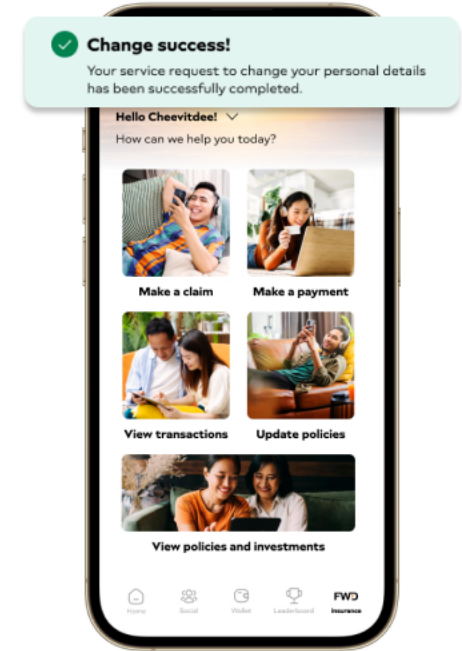 Change success!
Your service request to change your personal details
has been successfully completed.
Hello Cheevitdee!
How can we help you today?
Make a claim
Make a payment
View transactions
Update policies
View policies and investments
Home
Social
Wallet
Leaderboard
FWD
Insurance